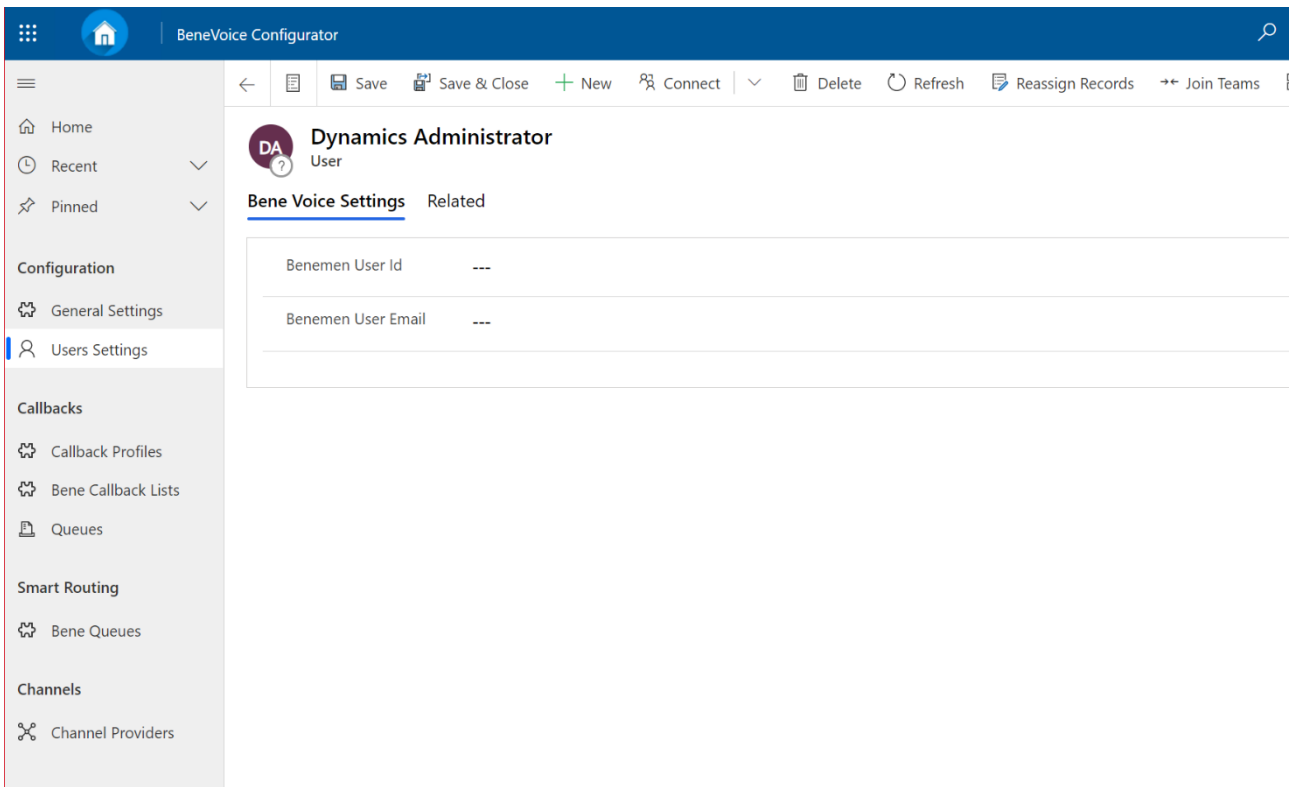 BeneVoice Configurator
Save Save & Close New Connect Delete Refresh Reassign Records Join Teams
Home
Recent
Pinned
Configuration
General Settings
Users Settings
Callbacks
Callback Profiles
Bene Callback Lists
Queues
Smart Routing
Bene Queues
Channels
Channel Providers
DA
?
Dynamics Administrator
User
Bene Voice Settings Related
Benemen User Id ---
Benemen User Email ---